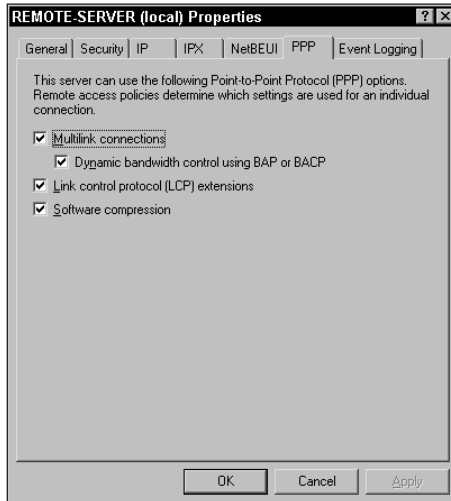 REMOTE-SERVER (local) Properties
General Security IP IPX NetBEUI PPP Event Logging
This server can use the following Point-to-Point Protocol (PPP) options.
Remote access policies determine which settings are used for an individual
connection.
Multilink connections
Dynamic bandwidth control using BAP or BACP
Link control protocol (LCP) extensions
Software compression
OK Cancel Apply